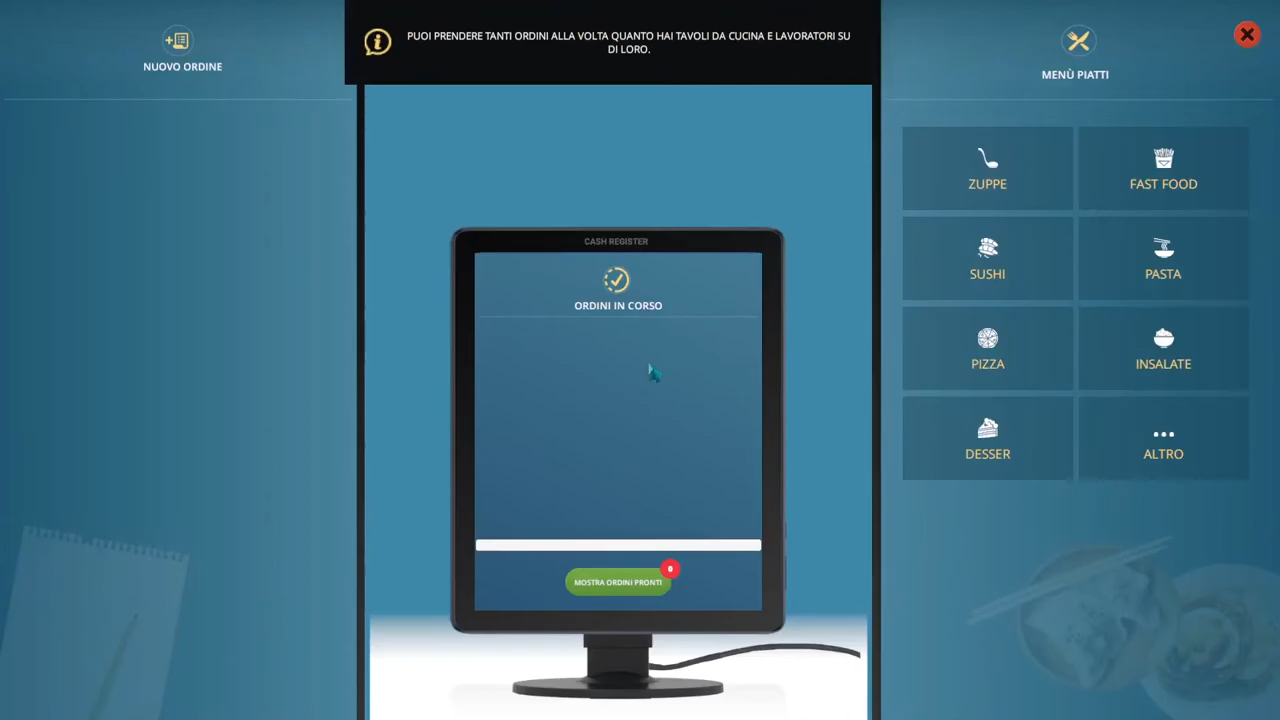 NUOVO ORDINE
PUOI PRENDERE TANTI ORDINI ALLA VOLTA QUANTO HAI TAVOLI DA CUCINA E LAVORATORI SU
DI LORO.
MENÙ PIATTI
ZUPPE
FAST FOOD
SUSHI
PASTA
PIZZA
INSALATE
DESSER
ALTRO
CASH REGISTER
ORDINI IN CORSO
0
MOSTRA ORDINI PRONTI